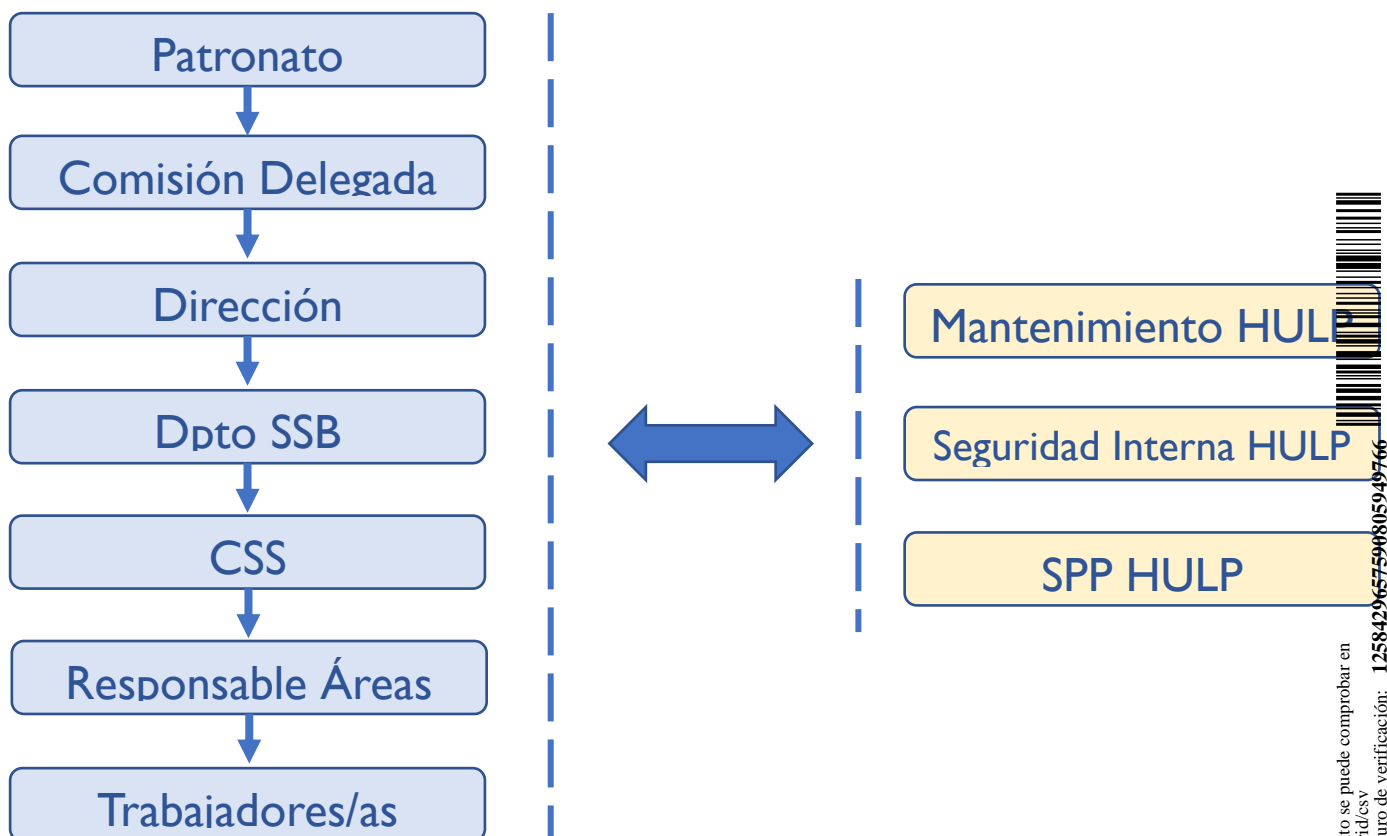 Patronato
Comisión Delegada
Dirección
Dpto SSB
CSS
Responsable Áreas
Trabajadores/as
Mantenimiento HULP
Seguridad Interna HULP
SPP HULP
to se puede comprobar en
id/csv
uro de verificación: 1258429657590805949766